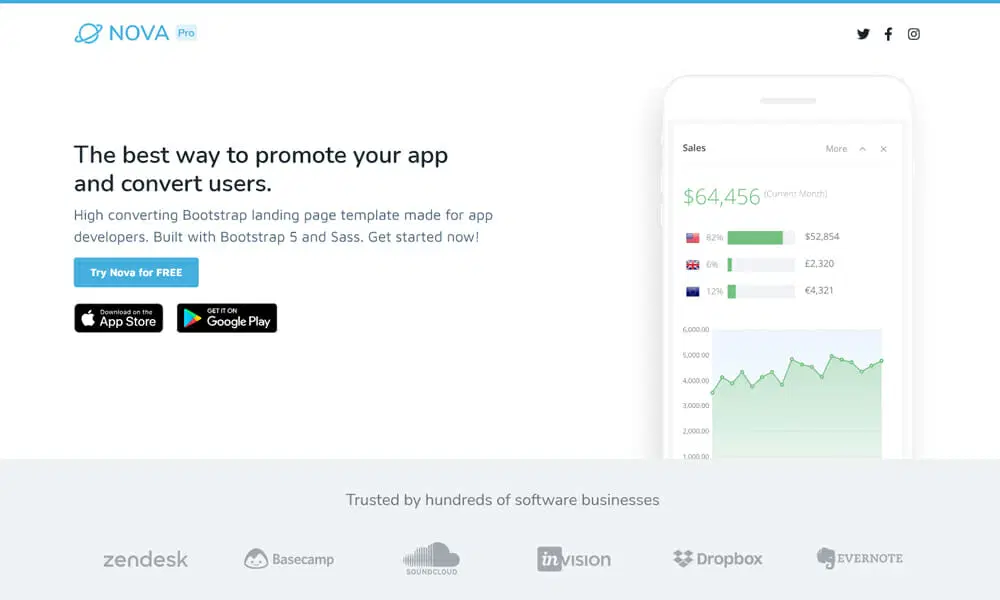 NOVA Pro
The best way to promote your app
and convert users.
High converting Bootstrap landing page template made for app
developers. Built with Bootstrap 5 and Sass. Get started now!
Try Nova for FREE
Download on the
App Store
GET IT ON
Google Play
Sales More
$64,456 (Current Month)
82% $52,854
6% £2,320
12% €4,321
6,000.00
5,000.00
4,000.00
3,000.00
2,000.00
1,000.00
Trusted by hundreds of software businesses
zendesk
Basecamp
SOUNDCLOUD
inVISION
Dropbox
EVERNOTE